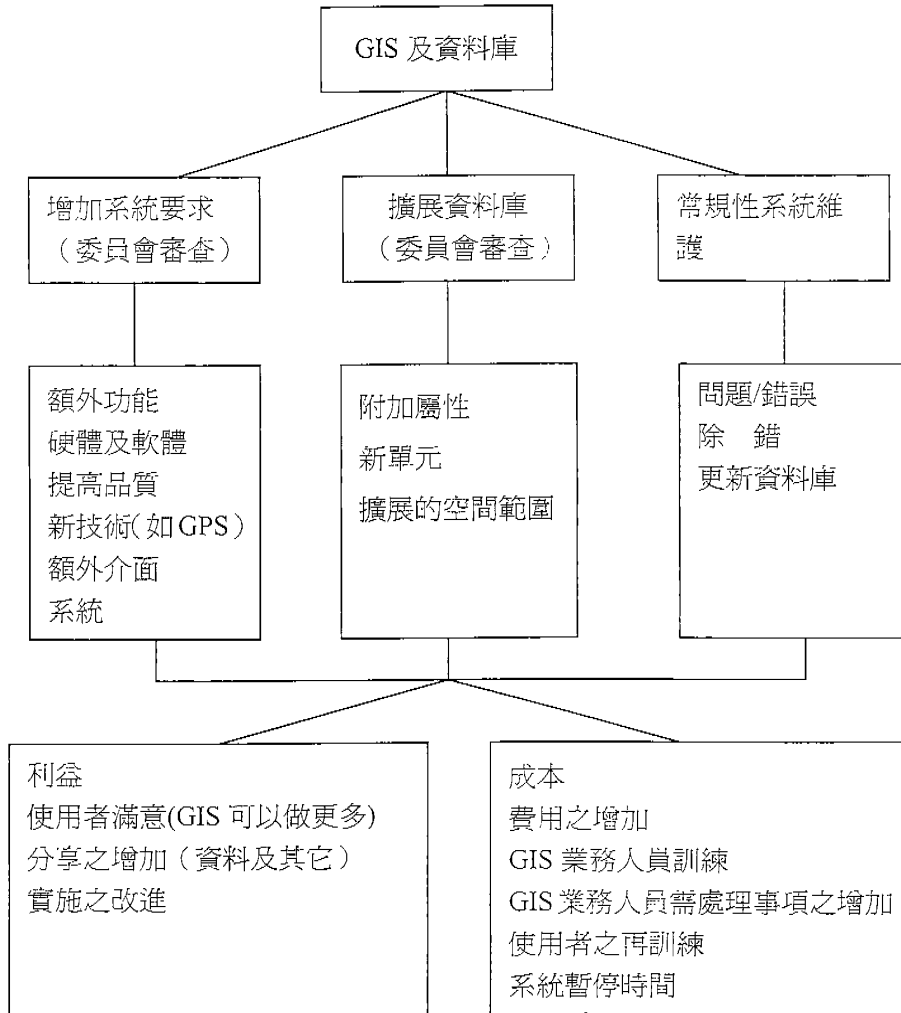 GIS 及資料庫
增加系統要求
（委員會審查）
擴展資料庫
（委員會審查）
常規性系統維
護
額外功能
硬體及軟體
提高品質
新技術(如 GPS）
額外介面
系統
附加屬性
新單元
擴展的空間範圍
問題/錯誤
除 錯
更新資料庫
利益
使用者滿意(GIS 可以做更多)
分享之增加（資料及其它）
實施之改進
成本
費用之增加
GIS 業務人員訓練
GIS 業務人員需處理事項之增加
使用者之再訓練
系統暫停時間